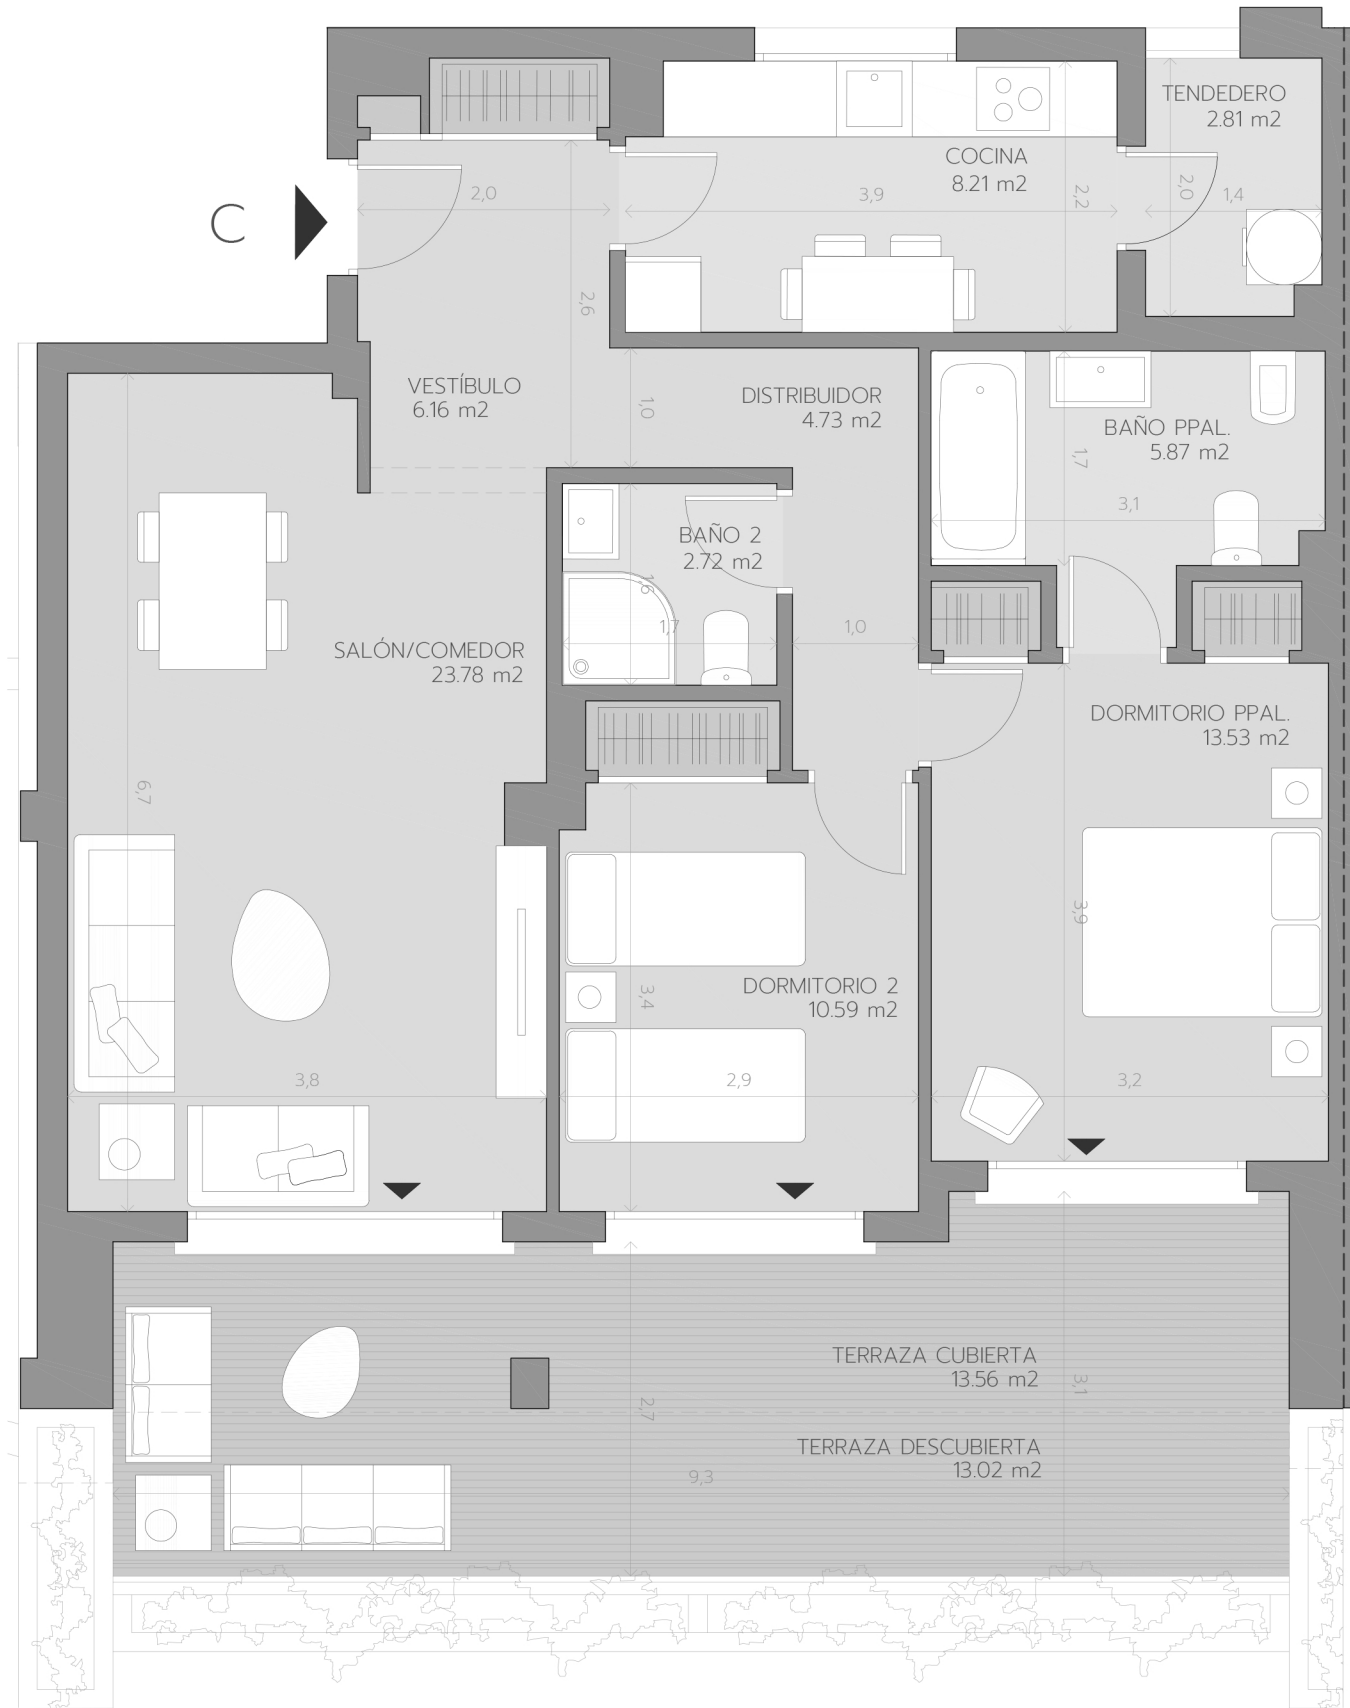 TENDEDERO
2.81 m2
COCINA
8.21 m2
C
2,0
3,9
2,2
2,0
1,4
2,6
VESTÍBULO
6.16 m2
1,0
DISTRIBUIDOR
4.73 m2
BAÑO PPAL.
5.87 m2
1,7
3,1
BAÑO 2
2.72 m2
1,6
1,7
1,0
SALÓN/COMEDOR
23.78 m2
DORMITORIO PPAL.
13.53 m2
6,7
3,9
DORMITORIO 2
10.59 m2
3,4
3,8
2,9
3,2
TERRAZA CUBIERTA
13.56 m2
3,1
2,7
TERRAZA DESCUBIERTA
13.02 m2
9,3